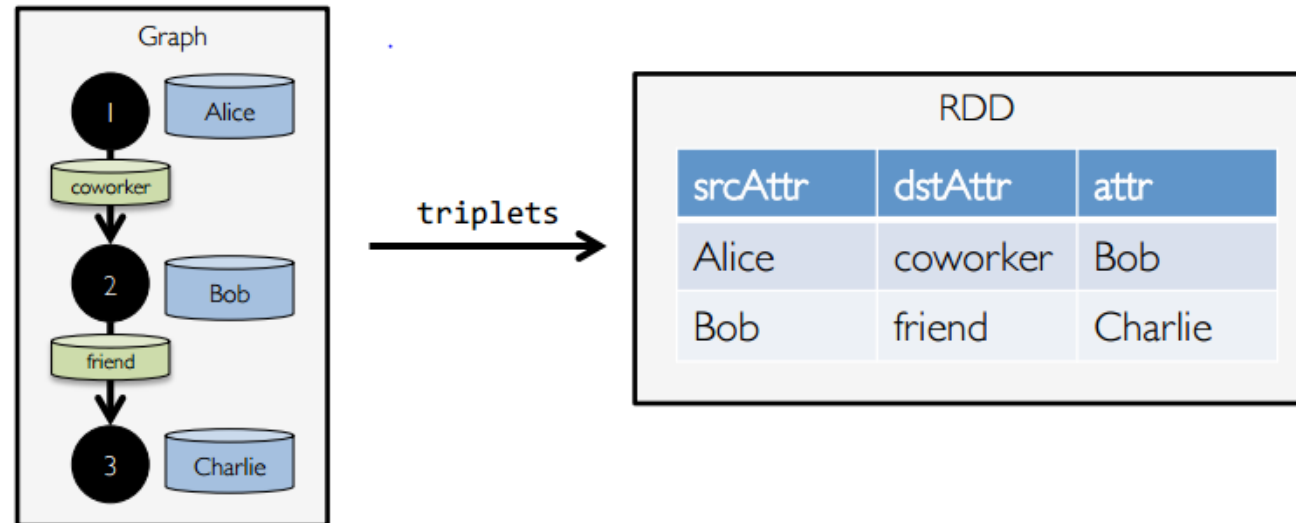 Graph
1
Alice
coworker
2
Bob
friend
3
Charlie
triplets
RDD
srcAttr dstAttr attr
Alice coworker Bob
Bob friend Charlie